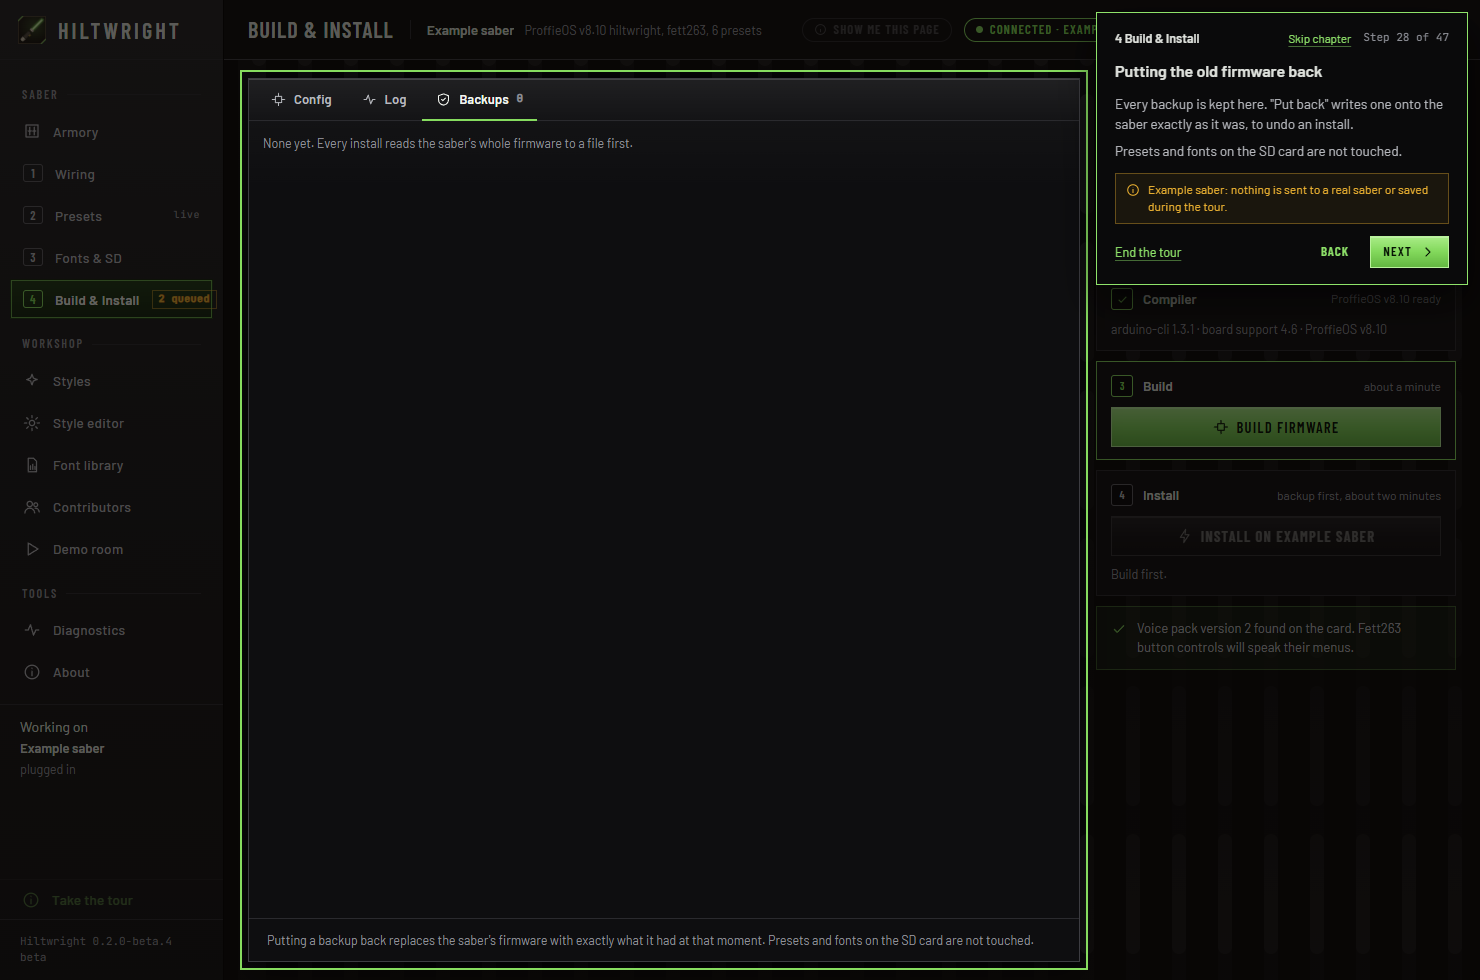 HILTWRIGHT
SABER
Armory
1 Wiring
2 Presets live
3 Fonts & SD
4 Build & Install 2 queued
WORKSHOP
Styles
Style editor
Font library
Contributors
Demo room
TOOLS
Diagnostics
About
Working on
Example saber
plugged in
Take the tour
Hiltwright 0.2.0-beta.4
beta
BUILD & INSTALL Example saber ProffieOS v8.10 hiltwright, fett263, 6 presets SHOW ME THIS PAGE CONNECTED · EXAMP
Config Log Backups 0
None yet. Every install reads the saber's whole firmware to a file first.
Putting a backup back replaces the saber's firmware with exactly what it had at that moment. Presets and fonts on the SD card are not touched.
4 Build & Install Skip chapter Step 28 of 47
Putting the old firmware back
Every backup is kept here. "Put back" writes one onto the
saber exactly as it was, to undo an install.
Presets and fonts on the SD card are not touched.
Example saber: nothing is sent to a real saber or saved
during the tour.
End the tour BACK NEXT
Compiler ProffieOS v8.10 ready
arduino-cli 1.3.1 · board support 4.6 · ProffieOS v8.10
3 Build about a minute
BUILD FIRMWARE
4 Install backup first, about two minutes
INSTALL ON EXAMPLE SABER
Build first.
Voice pack version 2 found on the card. Fett263
button controls will speak their menus.